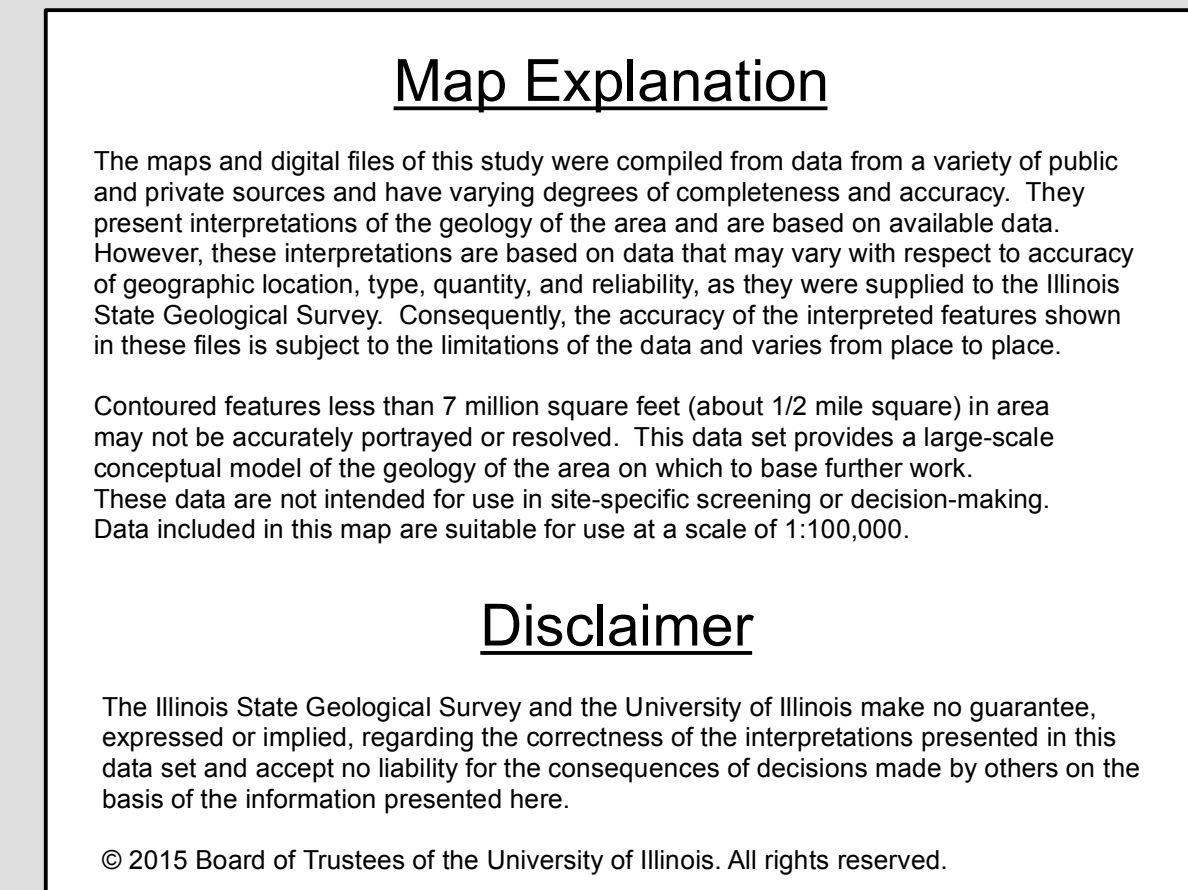 Map Explanation
The maps and digital files of this study were compiled from data from a variety of public
and private sources and have varying degrees of completeness and accuracy.  They
present interpretations of the geology of the area and are based on available data.
However, these interpretations are based on data that may vary with respect to accuracy
of geographic location, type, quantity, and reliability, as they were supplied to the Illinois
State Geological Survey.  Consequently, the accuracy of the interpreted features shown
in these files is subject to the limitations of the data and varies from place to place.
Contoured features less than 7 million square feet (about 1/2 mile square) in area
may not be accurately portrayed or resolved.  This data set provides a large-scale
conceptual model of the geology of the area on which to base further work.
These data are not intended for use in site-specific screening or decision-making.
Data included in this map are suitable for use at a scale of 1:100,000.
Disclaimer
The Illinois State Geological Survey and the University of Illinois make no guarantee,
expressed or implied, regarding the correctness of the interpretations presented in this
data set and accept no liability for the consequences of decisions made by others on the
basis of the information presented here.
© 2015 Board of Trustees of the University of Illinois. All rights reserved.